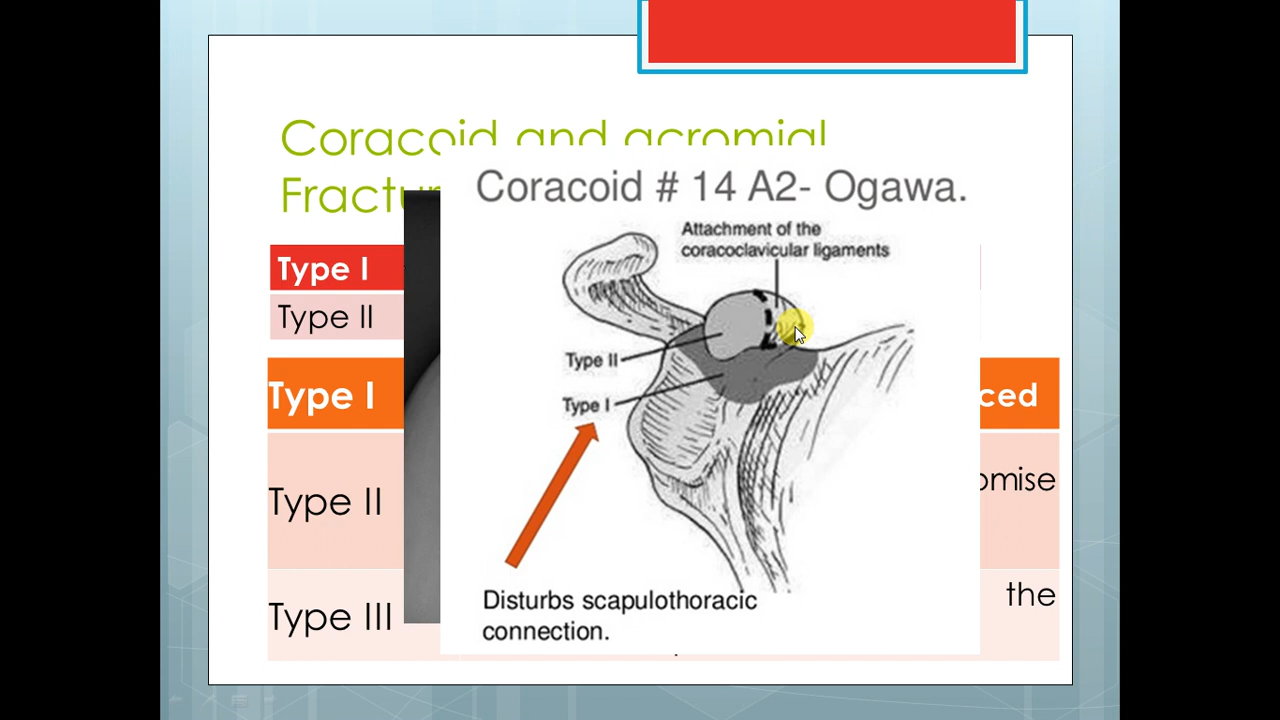 Coracoid and acromial
Coracoid # 14 A2- Ogawa.
Attachment of the
coracoclavicular ligaments
Type I
Type II
Type II
Type I
Type I
ced
Type II
omise
Type III
the
Disturbs scapulothoracic
connection.